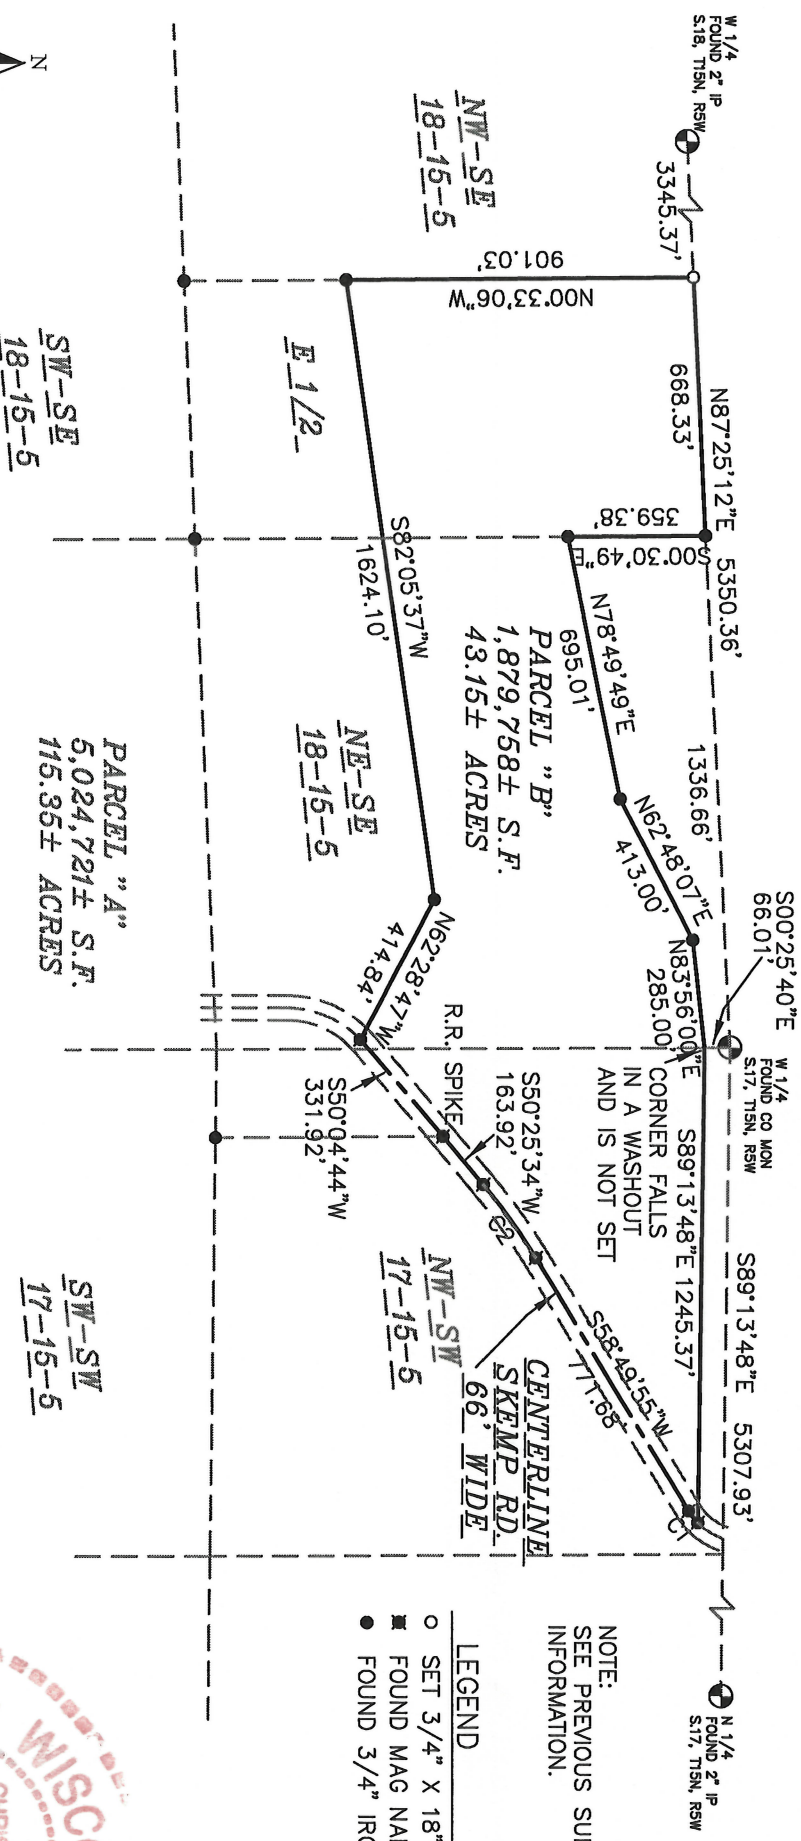 W 1/4
FOUND 2" IP
S.18, T15N, R5W
3345.37'
N87°25'12"E 5350.36'
668.33'
1336.66'
S00°25'40"E
66.01'
W 1/4
FOUND CO MON
S.17, T15N, R5W
S89°13'48"E 5307.93'
N 1/4
FOUND 2" IP
S.17, T15N, R5W
901.03'
N00°33'06"W
359.38'
S00°30'49"E
N78°49'49"E
695.01'
N62°48'07"E
413.00'
N83°56'00"E
285.00'
CORNER FALLS
IN A WASHOUT
AND IS NOT SET
S89°13'48"E 1245.37'
C1
NW-SE
18-15-5
E 1/2
S82°05'37"W
1624.10'
PARCEL "B"
1,879,758± S.F.
43.15± ACRES
NE-SE
18-15-5
N62°28'47"W
414.84'
R.R. SPIKE
S50°04'44"W
331.92'
S50°25'34"W
163.92'
C2
S58°49'55"W
771.68'
CENTERLINE
SKEMP RD.
66' WIDE
NW-SW
17-15-5
SW-SE
18-15-5
PARCEL "A"
5,024,721± S.F.
115.35± ACRES
SW-SW
17-15-5
N
NOTE:
SEE PREVIOUS
INFORMATION.
LEGEND
SET 3/4" X 18"
FOUND MAG
FOUND 3/4"